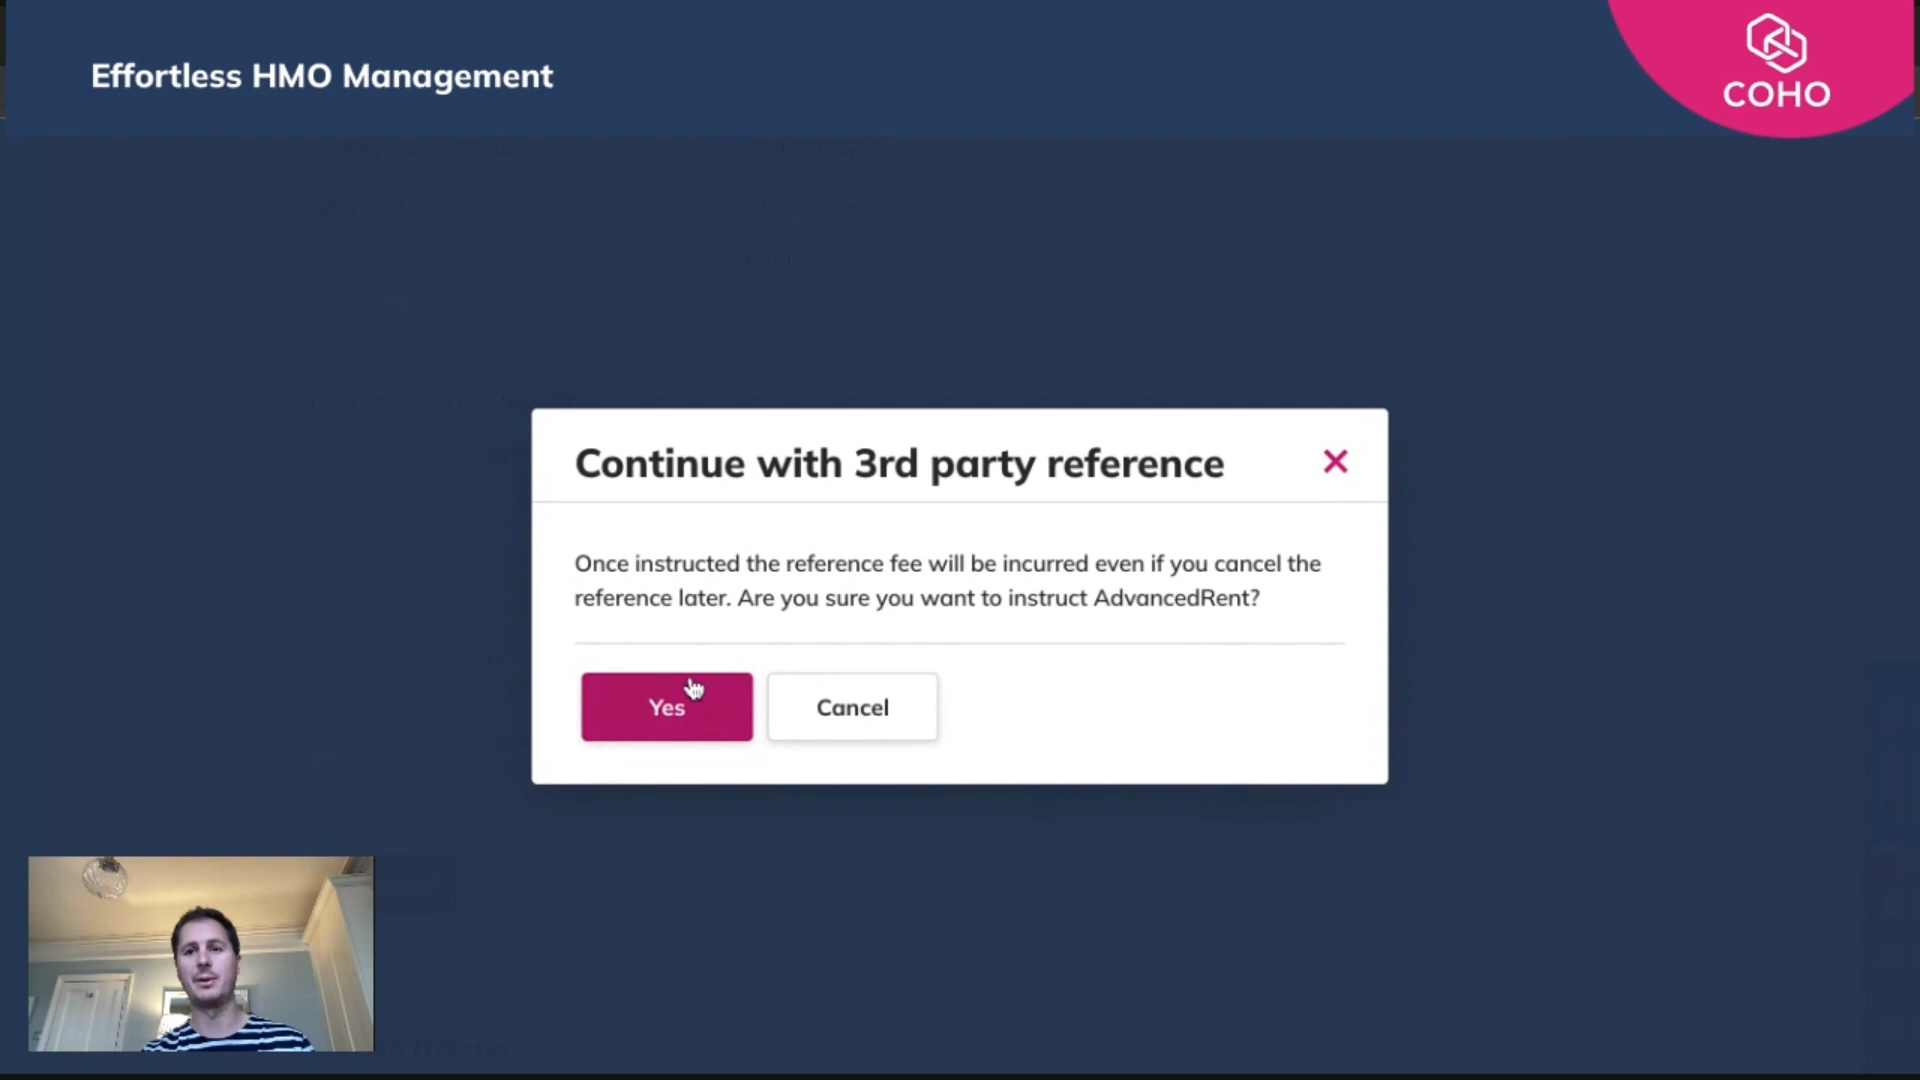 Effortless HMO Management
COHO
Continue with 3rd party reference
Once instructed the reference fee will be incurred even if you cancel the
reference later. Are you sure you want to instruct AdvancedRent?
Yes
Cancel